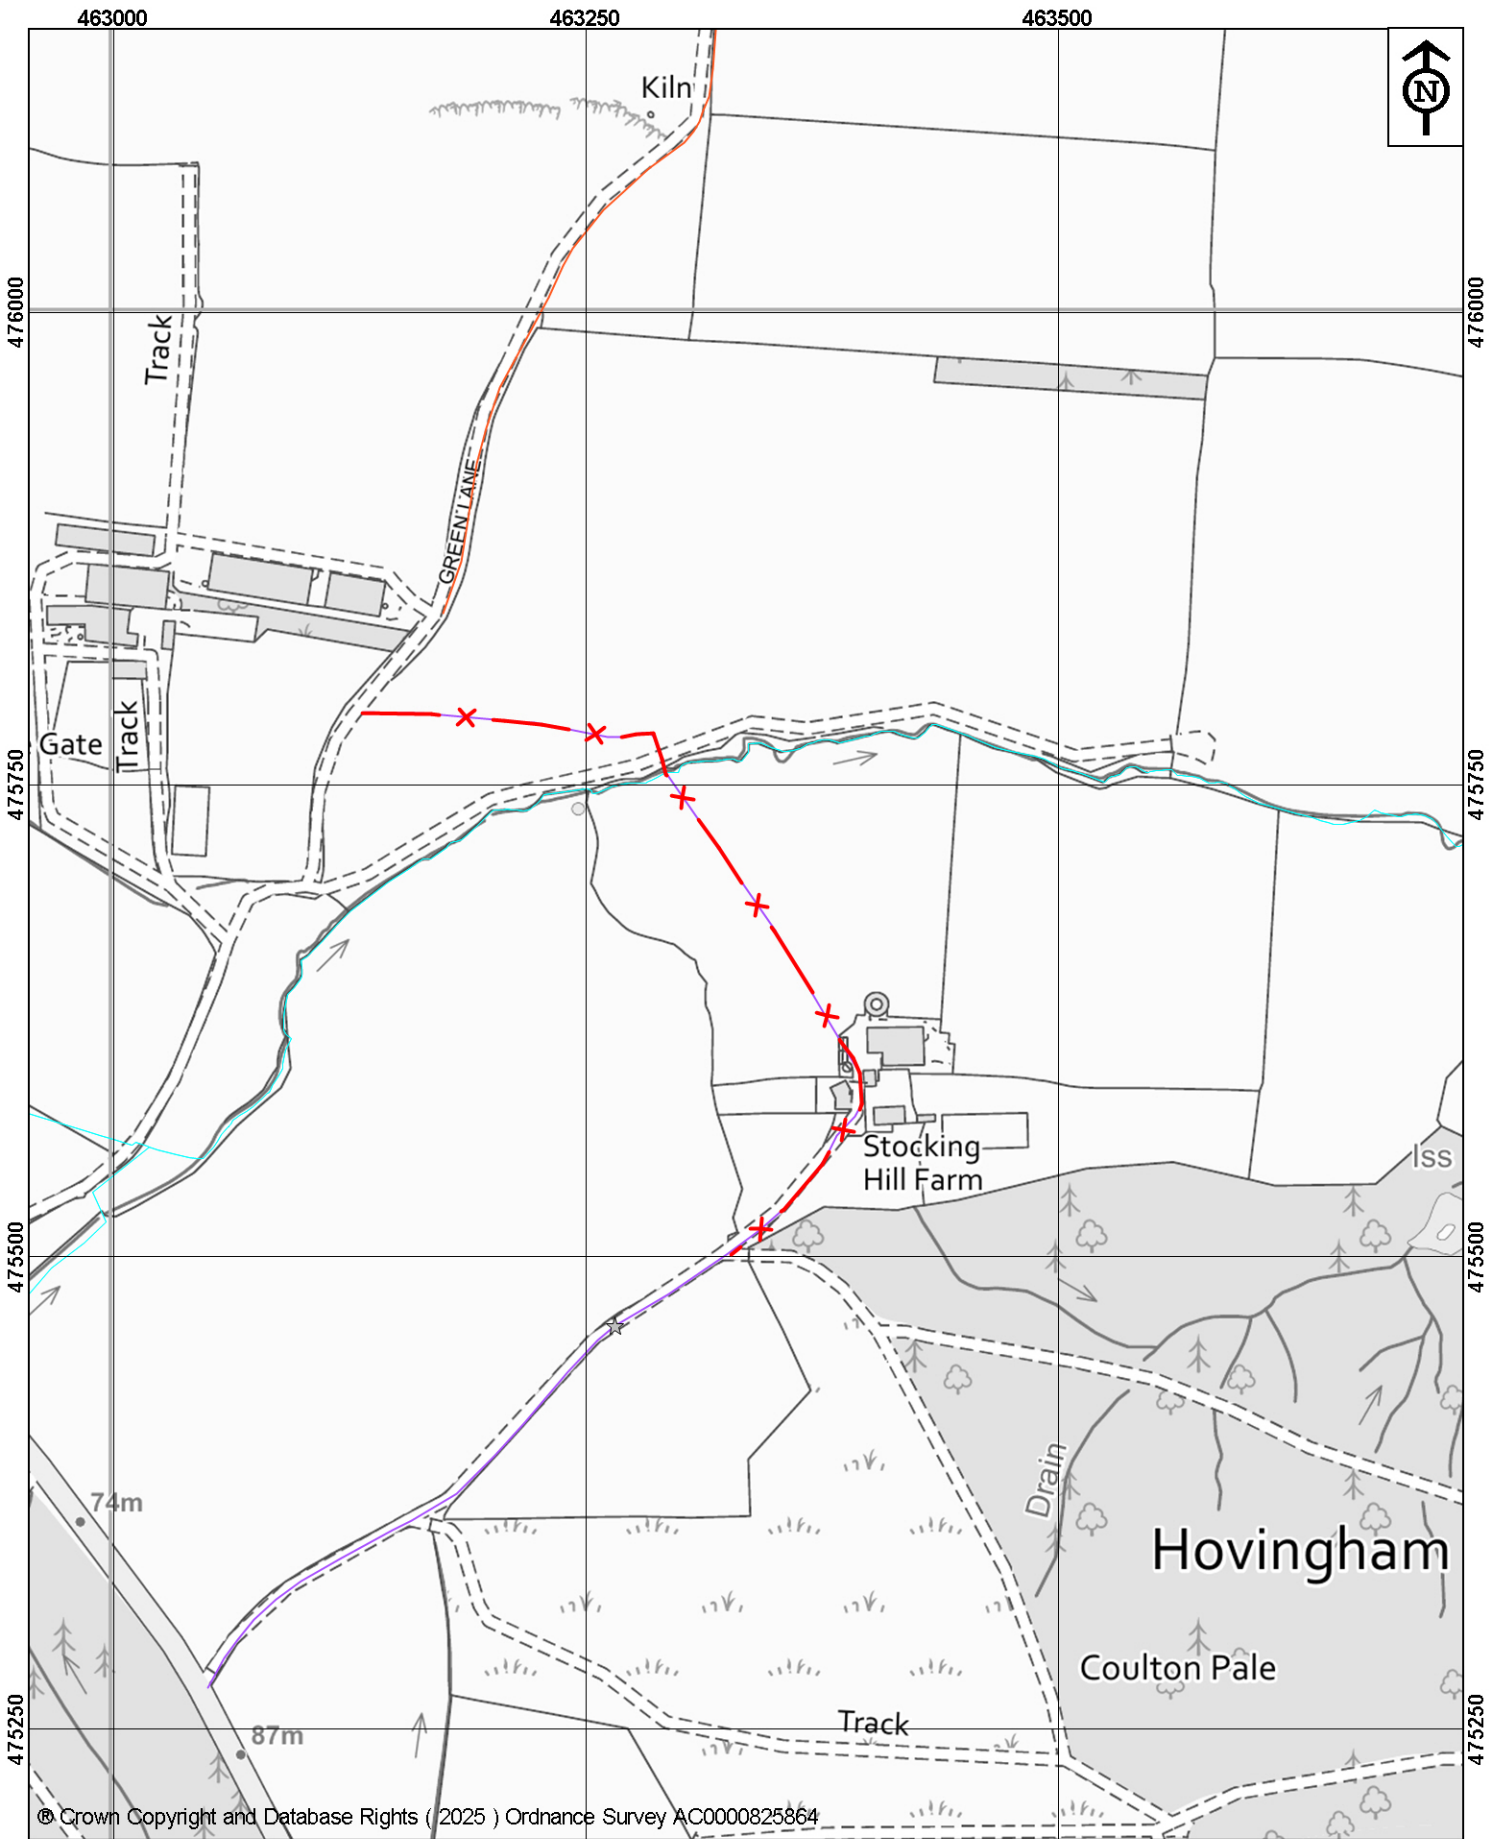 463000
463250
463500
N
Kiln
476000
476000
Track
GREEN LANE
Gate
Track
475750
475750
Stocking
Hill Farm
Iss
475500
475500
74m
Drain
Hovingham
Coulton Pale
Track
87m
475250
475250
® Crown Copyright and Database Rights ( 2025 ) Ordnance Survey AC0000825864